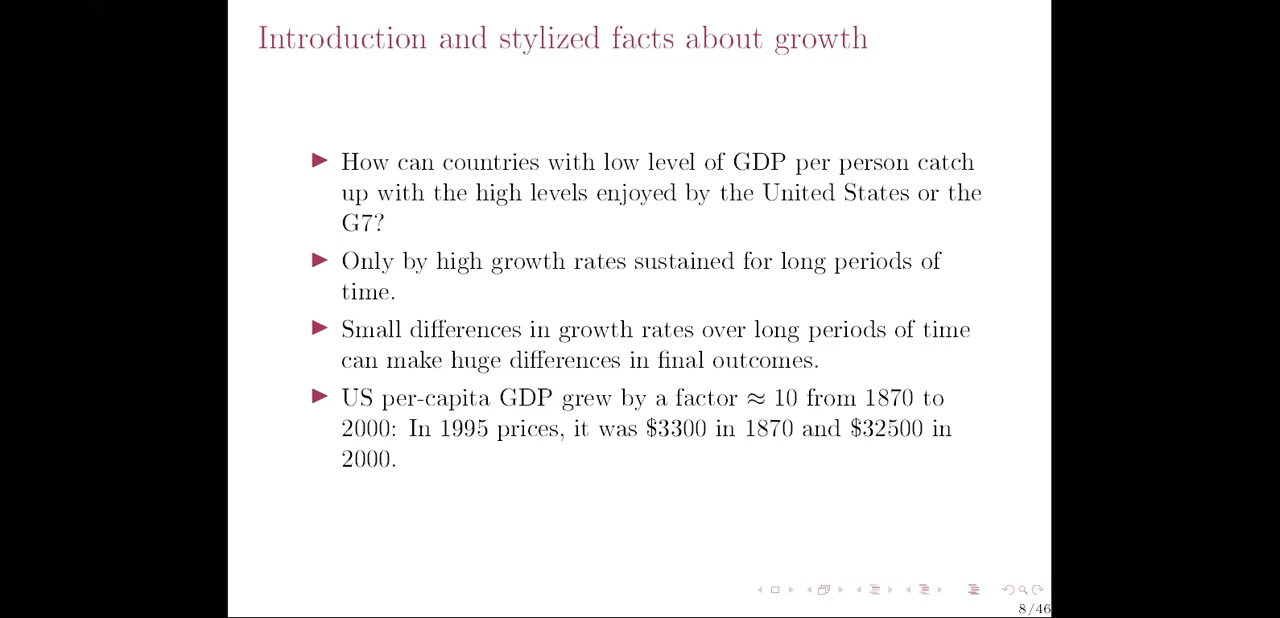 Introduction and stylized facts about growth
How can countries with low level of GDP per person catch
up with the high levels enjoyed by the United States or the
G7?
Only by high growth rates sustained for long periods of
time.
Small differences in growth rates over long periods of time
can make huge differences in final outcomes.
US per-capita GDP grew by a factor ≈ 10 from 1870 to
2000: In 1995 prices, it was $3300 in 1870 and $32500 in
2000.
8/46